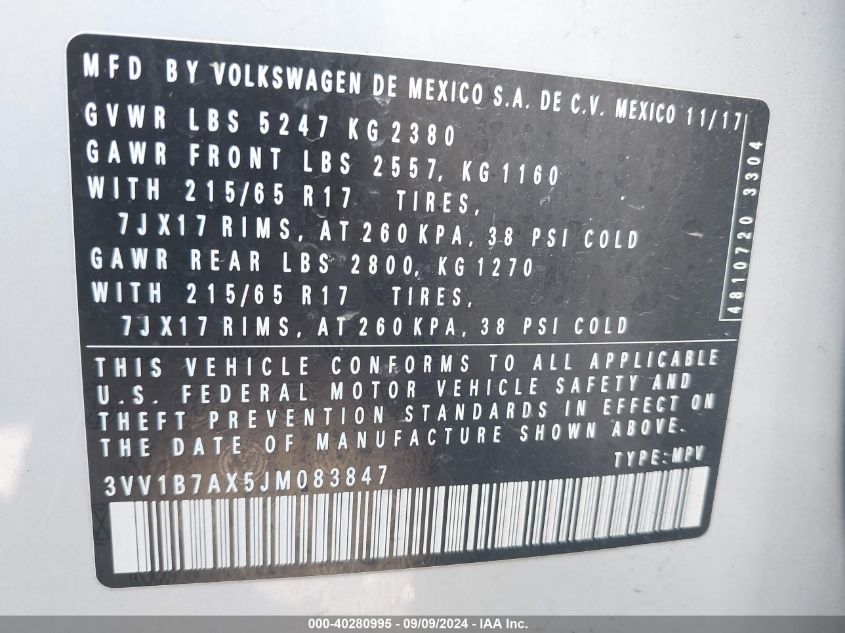 MFD BY VOLKSWAGEN DE MEXICO S.A. DE C.V. MEXICO 11/17
GVWR LBS 5247 KG 2380
GAWR FRONT LBS 2557, KG 1160
WITH 215/65 R17 TIRES,
7JX17 RIMS, AT 260 KPA, 38 PSI COLD
GAWR REAR LBS 2800, KG 1270
WITH 215/65 R17 TIRES,
7JX17 RIMS, AT 260 KPA, 38 PSI COLD
4810720 3304
THIS VEHICLE CONFORMS TO ALL APPLICABLE
U.S. FEDERAL MOTOR VEHICLE SAFETY AND
THEFT PREVENTION STANDARDS IN EFFECT ON
THE DATE OF MANUFACTURE SHOWN ABOVE.
TYPE: MPV
3VV1B7AX5JM083847
000-40280995 - 09/09/2024 - IAA Inc.